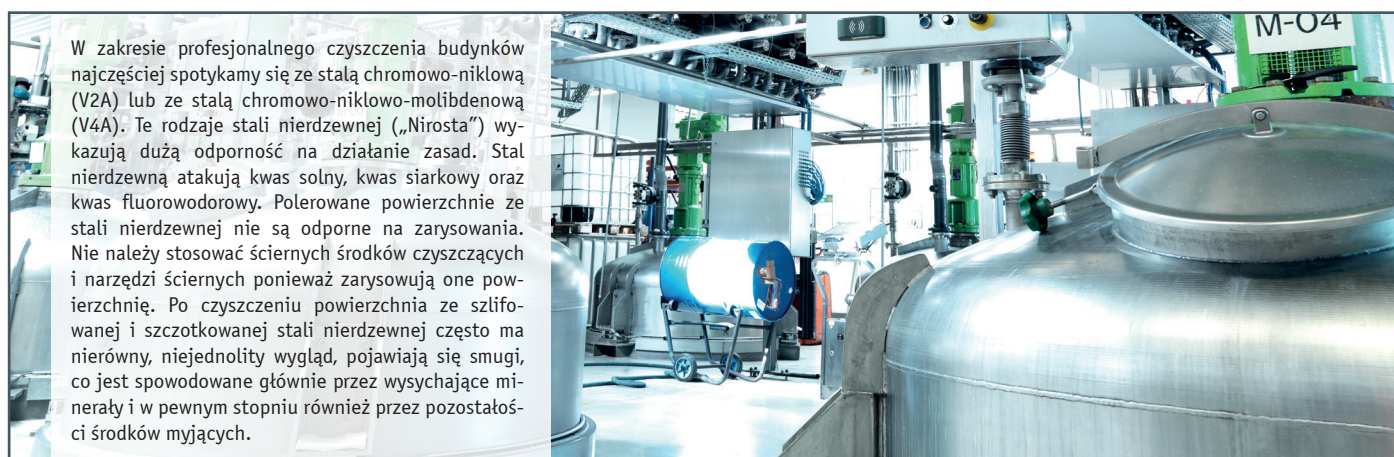 W zakresie profesjonalnego czyszczenia budynków
najczęściej spotykamy się ze stalą chromowo-niklową
(V2A) lub ze stalą chromowo-niklowo-molibdenową
(V4A). Te rodzaje stali nierdzewnej („Nirosta”) wy-
kazują dużą odporność na działanie zasad. Stal
nierdzewną atakują kwas solny, kwas siarkowy oraz
kwas fluorowodorowy. Polerowane powierzchnie ze
stali nierdzewnej nie są odporne na zarysowania.
Nie należy stosować ściernych środków czyszczących
i narzędzi ściernych ponieważ zarysowują one pow-
ierzchnię. Po czyszczeniu powierzchnia ze szlifo-
wanej i szczotkowanej stali nierdzewnej często ma
nierówny, niejednolity wygląd, pojawiają się smugi,
co jest spowodowane głównie przez wysychające mi-
nerały i w pewnym stopniu również przez pozostałoś-
ci środków myjących.
M-04